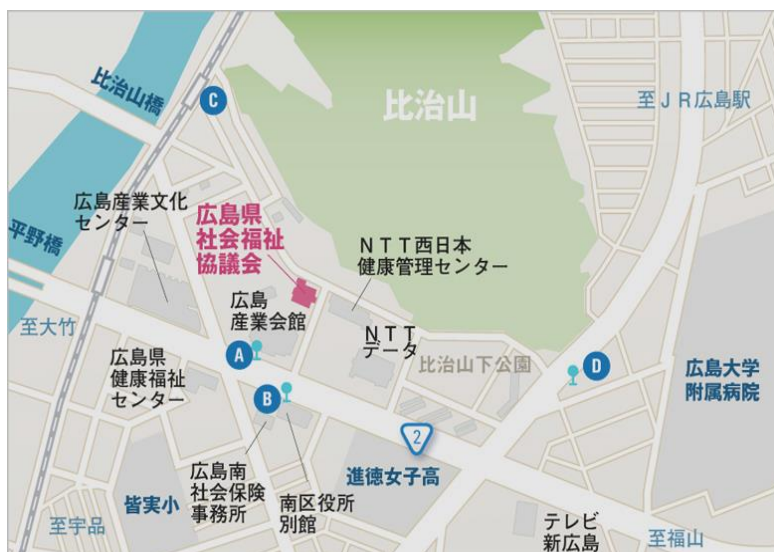 比治山橋
C
比治山
至ＪＲ広島駅
広島産業文化
センター
広島県
社会福祉
協議会
平野橋
ＮＴＴ西日本
健康管理センター
至大竹
広島
産業会館
ＮＴＴ
データ
A
広島県
健康福祉
センター
比治山下公園
D
広島大学
附属病院
B
2
広島南
社会保険
事務所
進徳女子高
皆実小
南区役所
別館
至宇品
テレビ
新広島
至福山